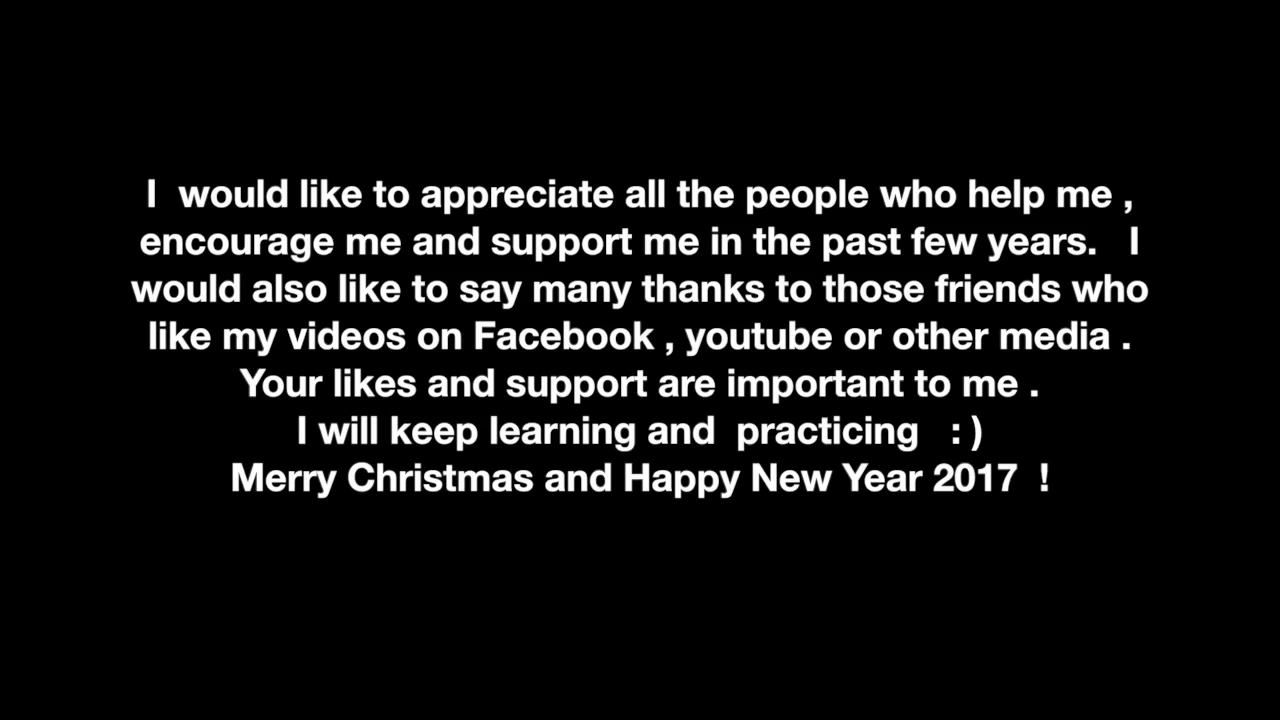 I  would like to appreciate all the people who help me ,
encourage me and support me in the past few years.   I
would also like to say many thanks to those friends who
like my videos on Facebook , youtube or other media .
Your likes and support are important to me .
I will keep learning and  practicing   : )
Merry Christmas and Happy New Year 2017  !